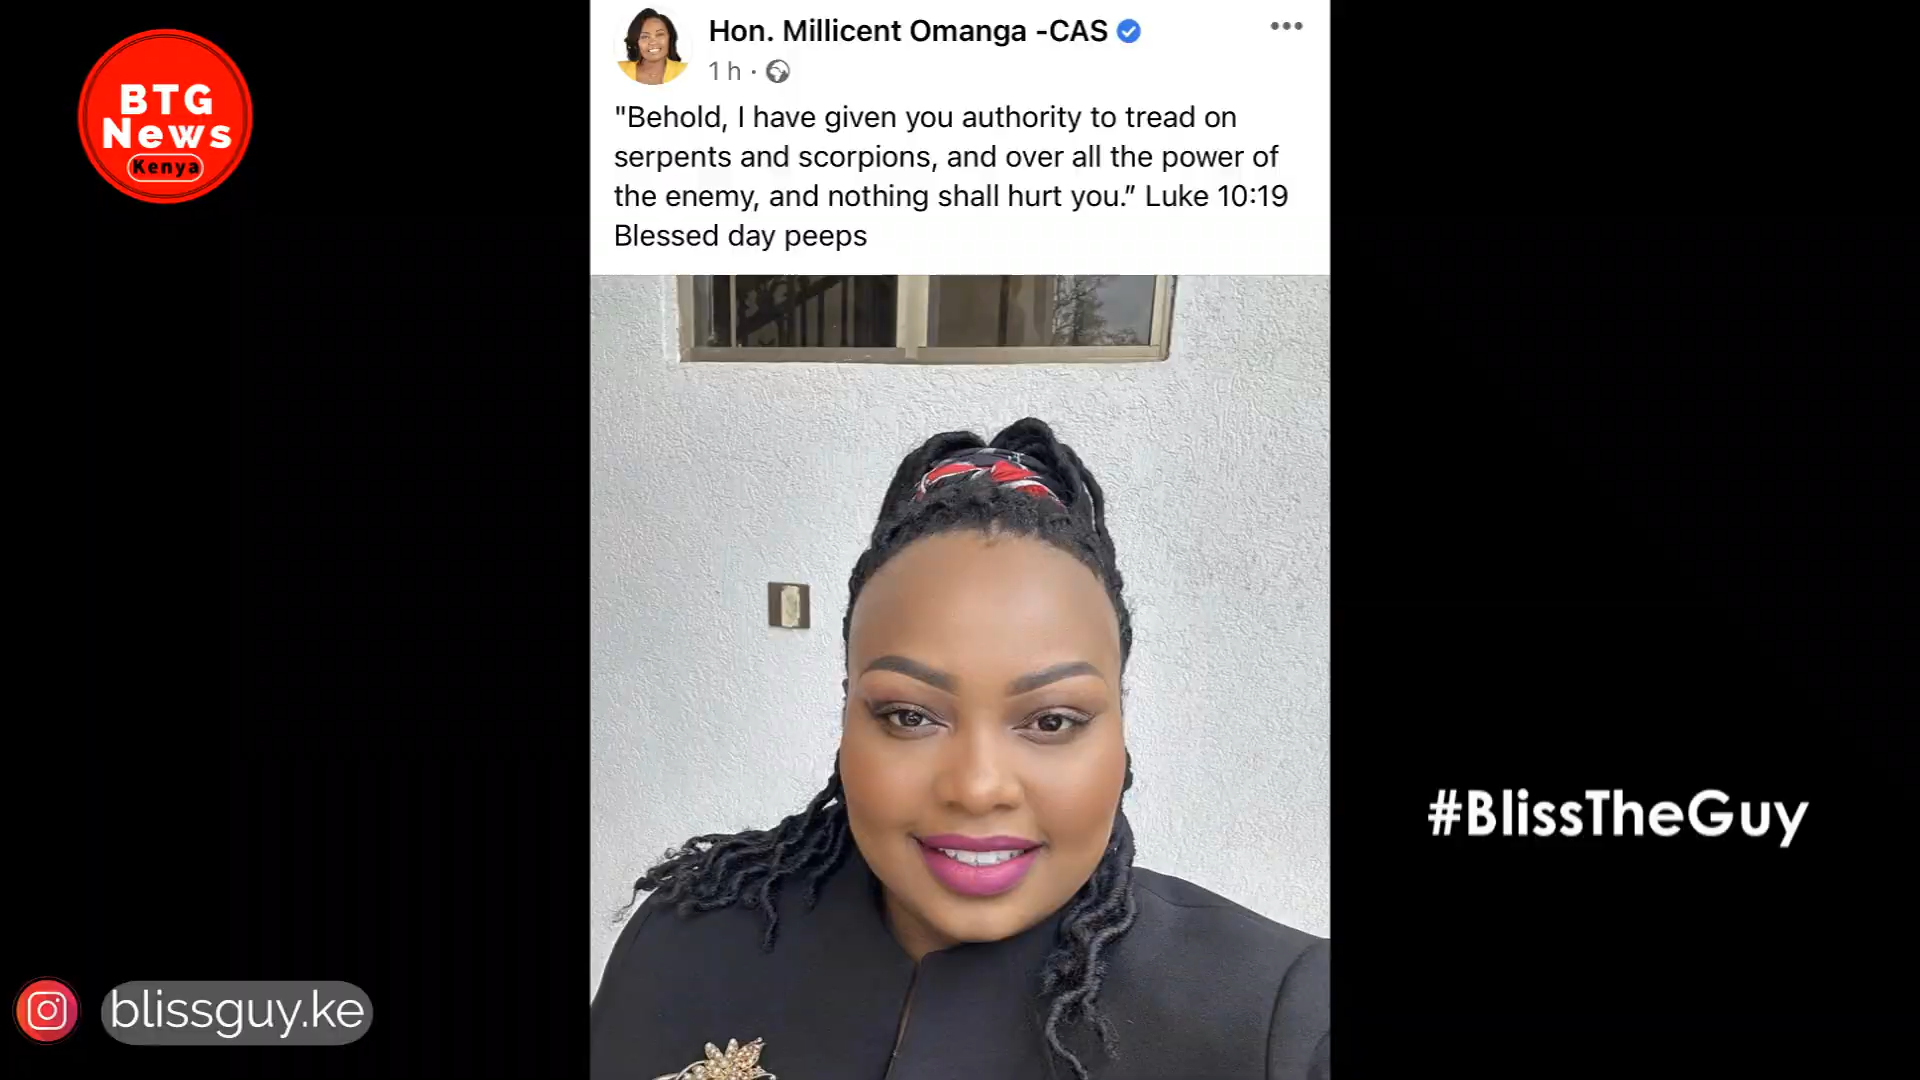 BTG
News
Kenya
Hon. Millicent Omanga -CAS
1 h ·
"Behold, I have given you authority to tread on
serpents and scorpions, and over all the power of
the enemy, and nothing shall hurt you.” Luke 10:19
Blessed day peeps
#BlissTheGuy
blissguy.ke